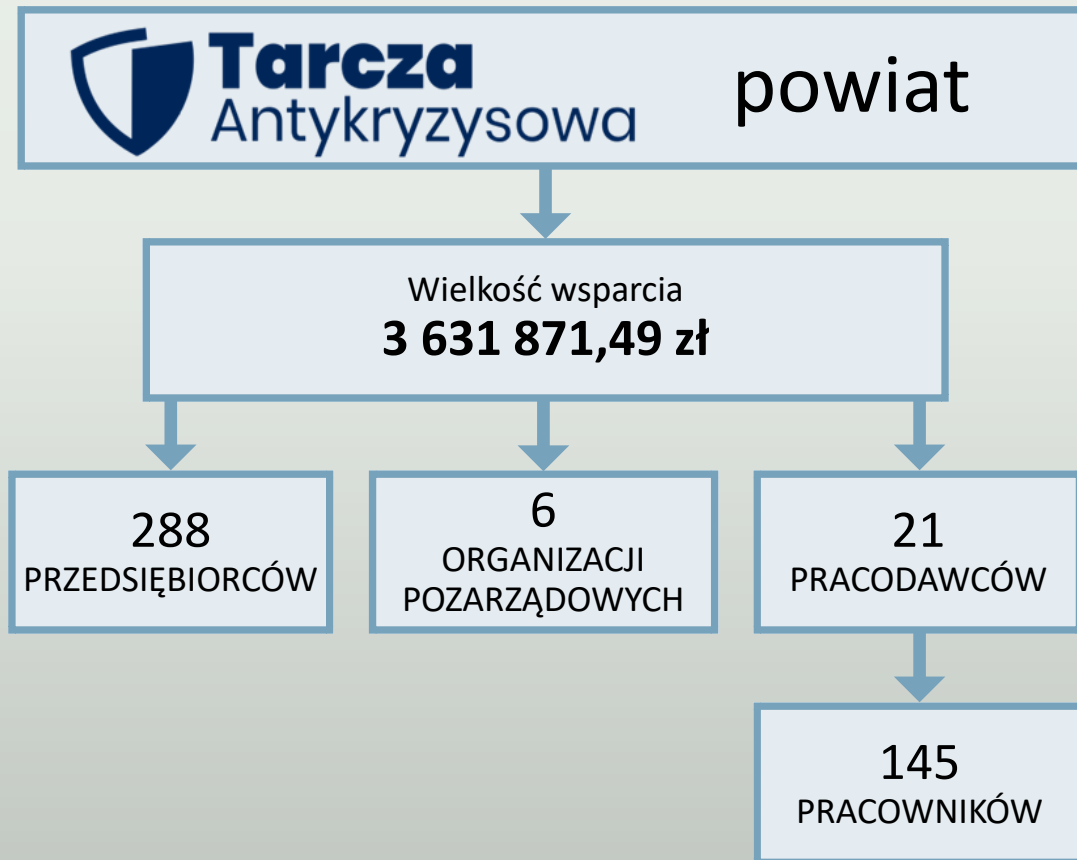 Tarcza
Antykryzysowa
powiat
Wielkość wsparcia
3 631 871,49 zł
288
PRZEDSIĘBIORCÓW
6
ORGANIZACJI
POZARZĄDOWYCH
21
PRACODAWCÓW
145
PRACOWNIKÓW